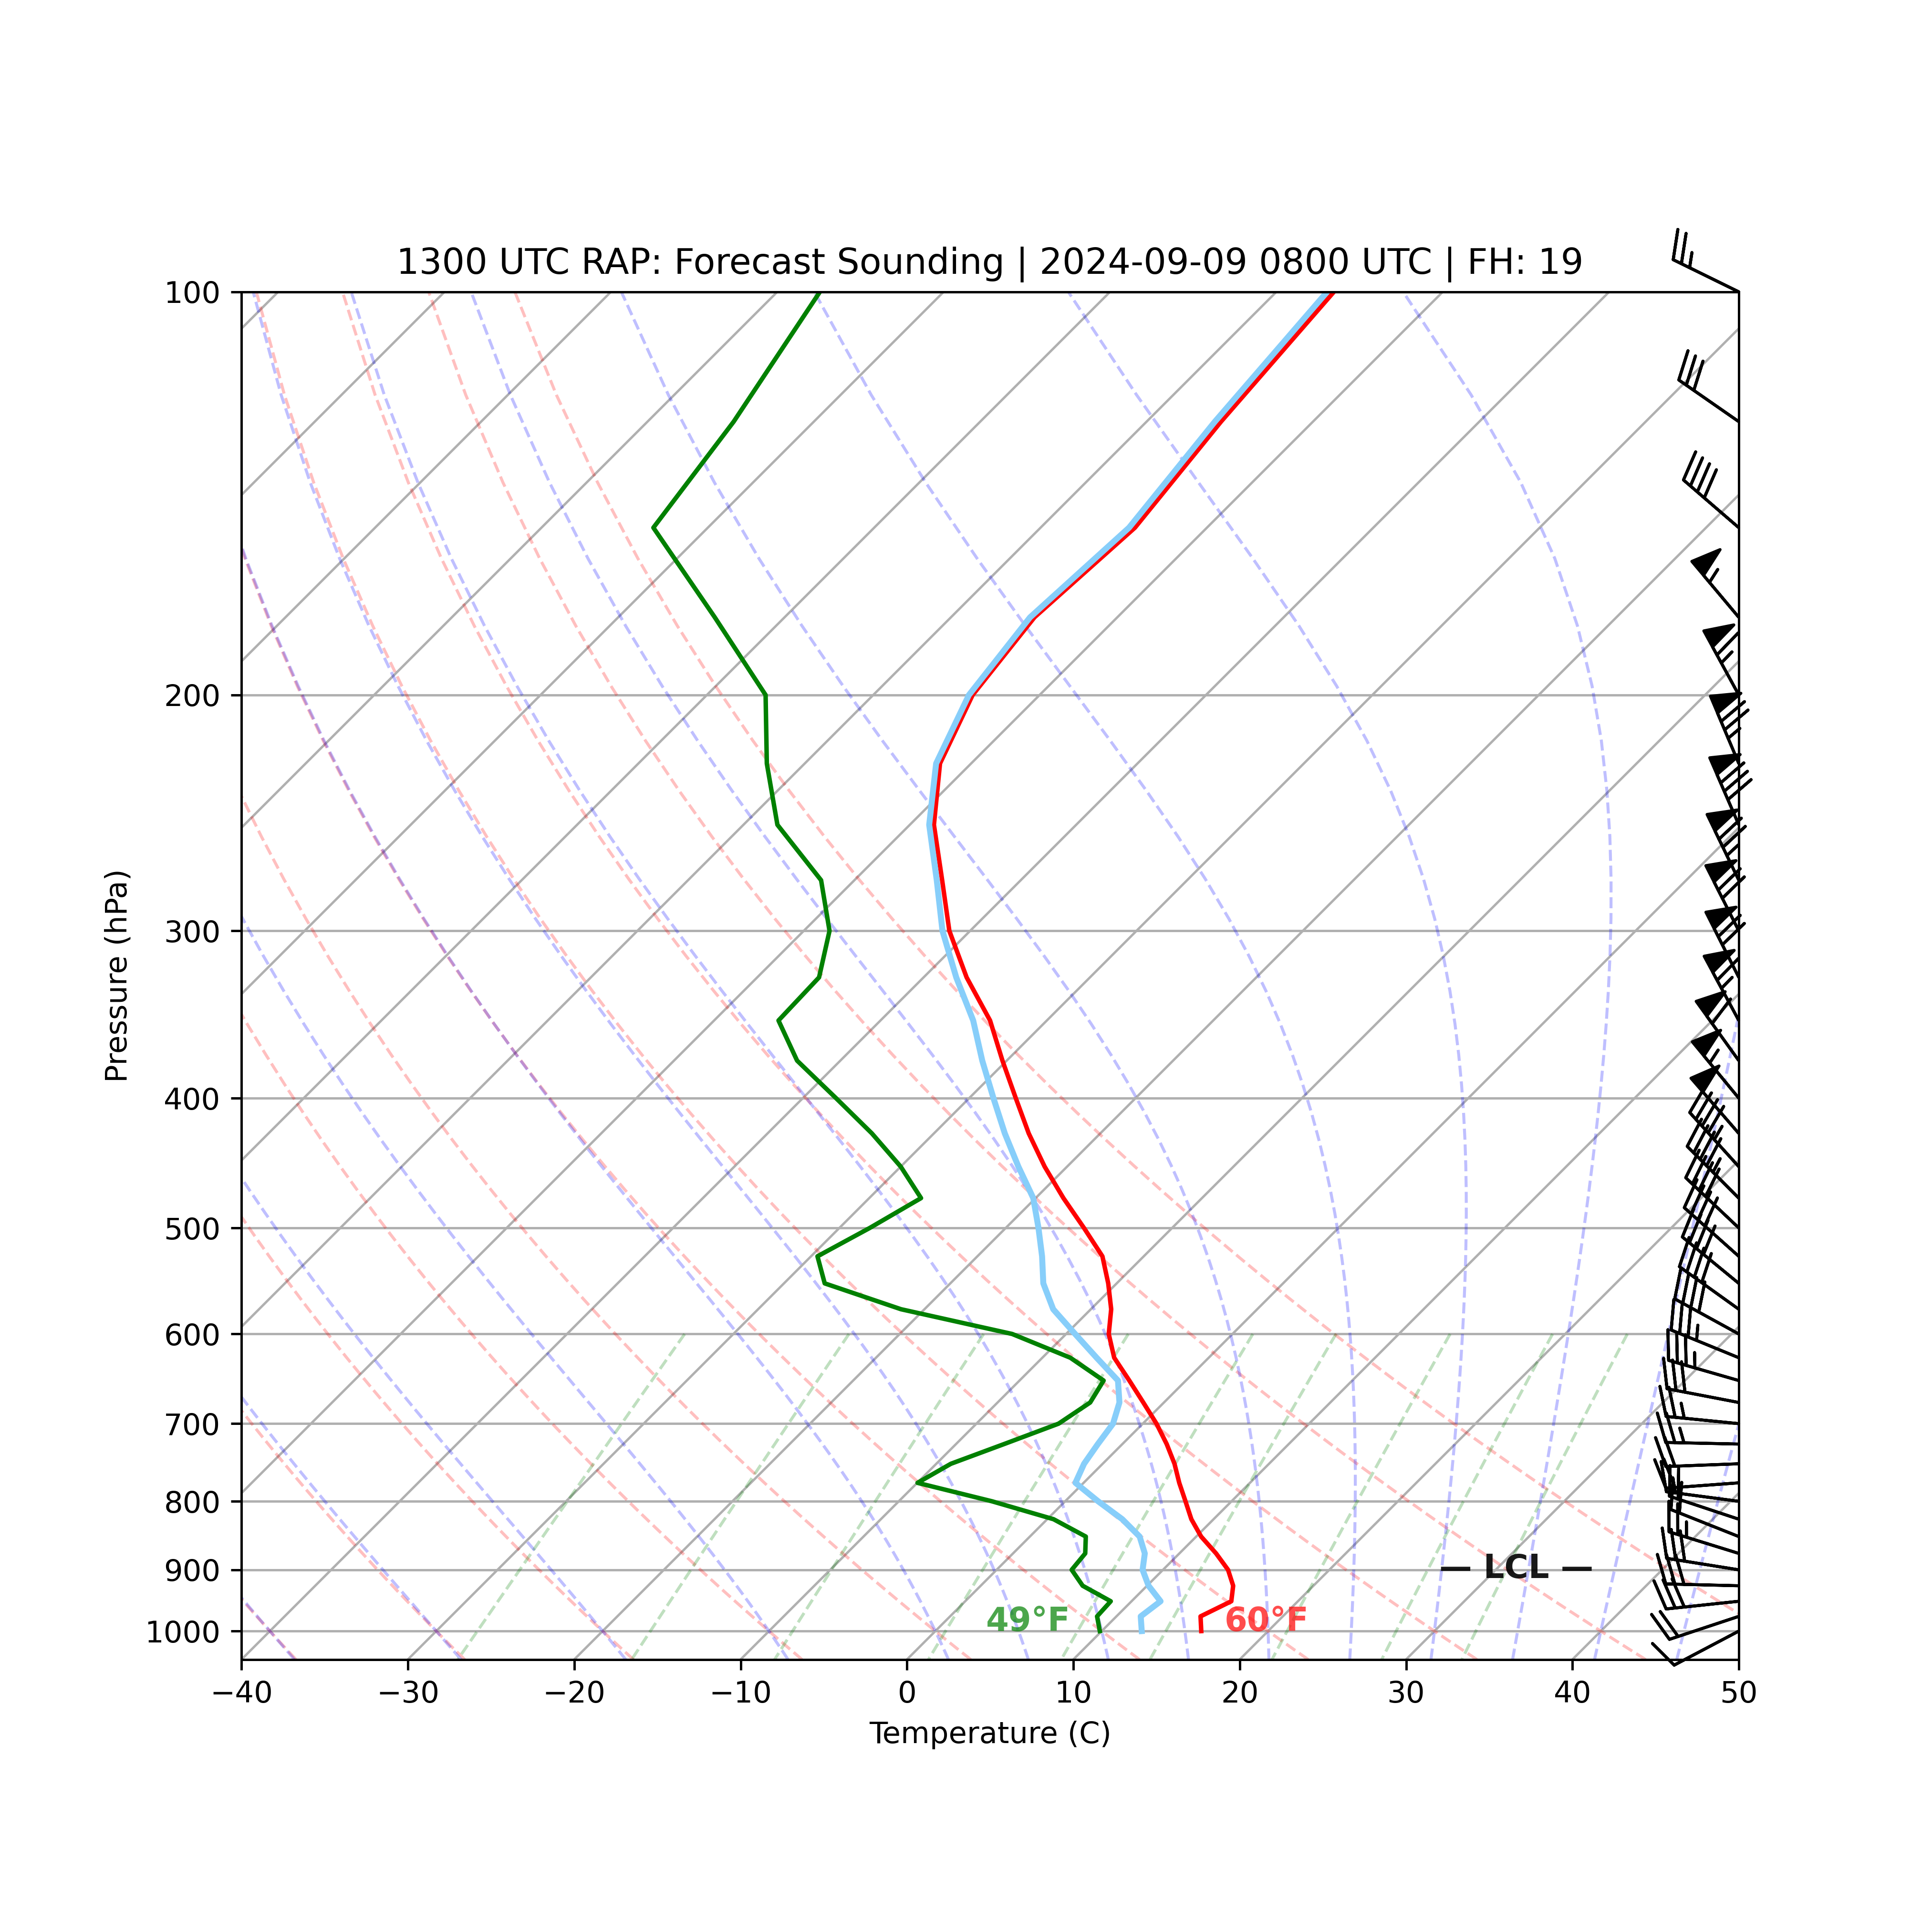 1300 UTC RAP: Forecast Sounding | 2024-09-09 0800 UTC | FH: 19
100
200
300
400
500
600
700
800
900
1000
Pressure (hPa)
— LCL —
49°F
60°F
−40 −30 −20 −10 0 10 20 30 40 50
Temperature (C)